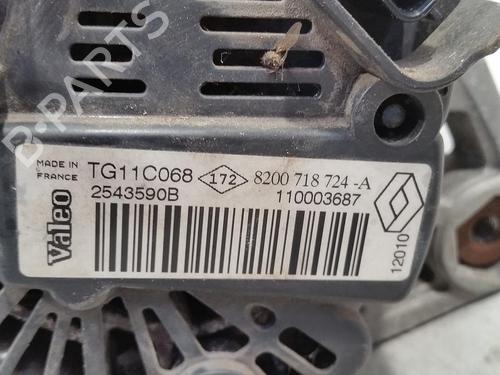 B-PARTS
MADE IN
FRANCE
TG11C068
172
8200 718 724 -A
2543590B
110003687
Valeo
12010